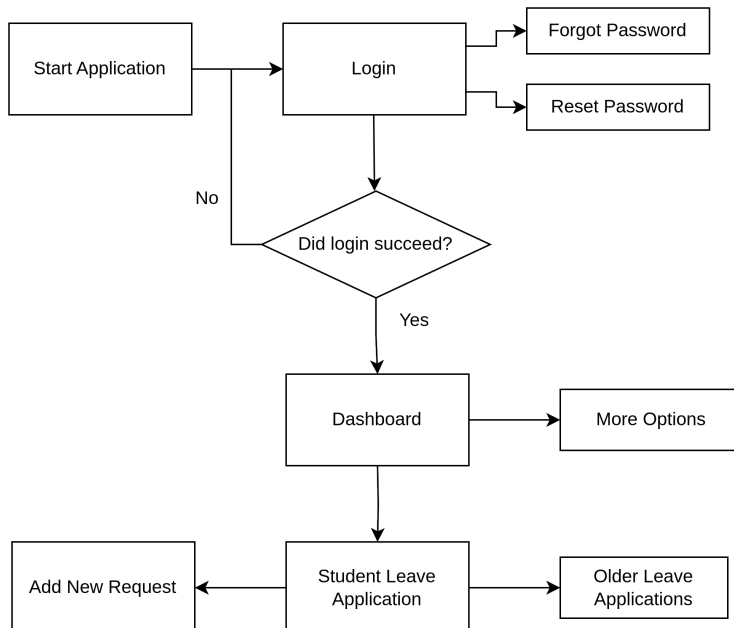 Start Application
Login
Forgot Password
Reset Password
No
Did login succeed?
Yes
Dashboard
More Options
Add New Request
Student Leave
Application
Older Leave
Applications